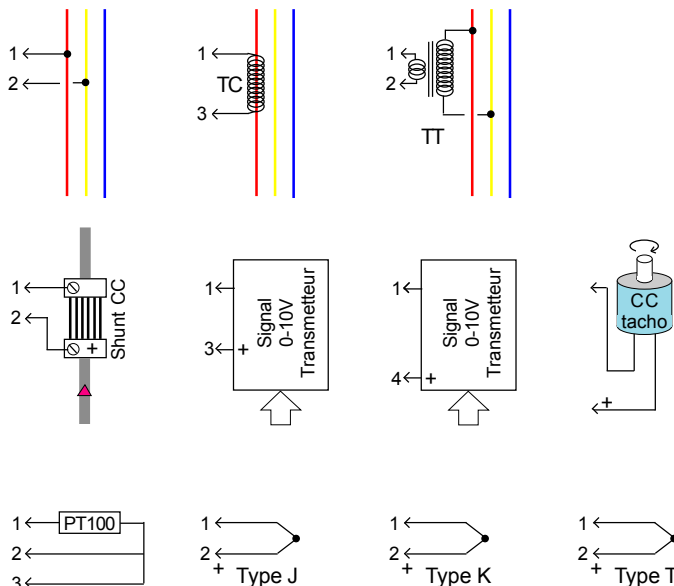 1
2
1
TC
3
1
2
TT
1
2
Shunt CC
+
1
3 +
Signal
0-10V
Transmetteur
1
4 +
Signal
0-10V
Transmetteur
CC
tacho
+
1 PT100
2
3
1
2
+ Type J
1
2
+ Type K
1
2
+ Type T